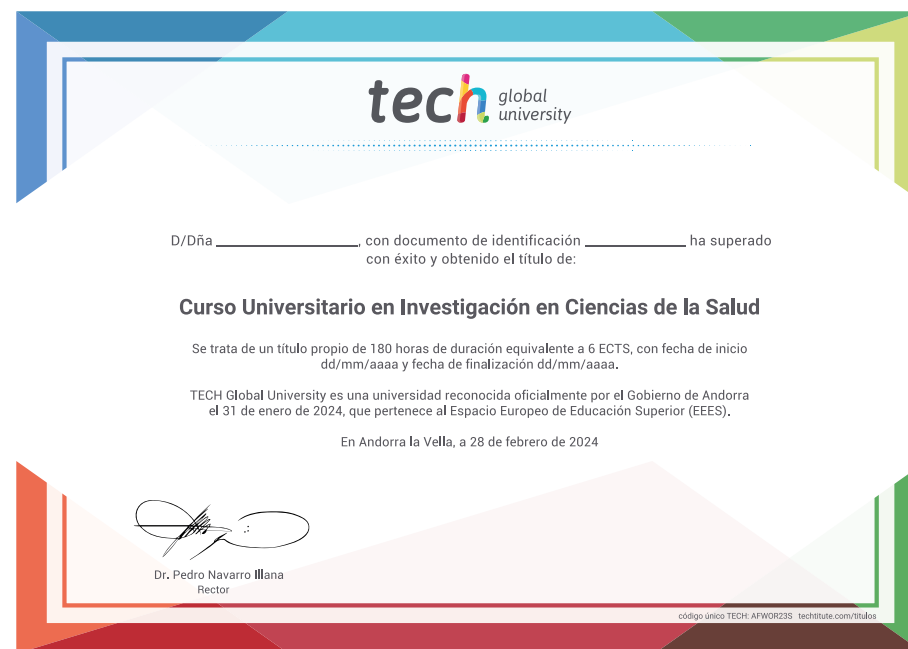 tech global university
D/Dña ______________, con documento de identificación __________ ha superado
con éxito y obtenido el título de:
Curso Universitario en Investigación en Ciencias de la Salud
Se trata de un título propio de 180 horas de duración equivalente a 6 ECTS, con fecha de inicio
dd/mm/aaaa y fecha de finalización dd/mm/aaaa.
TECH Global University es una universidad reconocida oficialmente por el Gobierno de Andorra
el 31 de enero de 2024, que pertenece al Espacio Europeo de Educación Superior (EEES).
En Andorra la Vella, a 28 de febrero de 2024
Dr. Pedro Navarro Illana
Rector
código único TECH: AFWOR23S techtitute.com/titulos